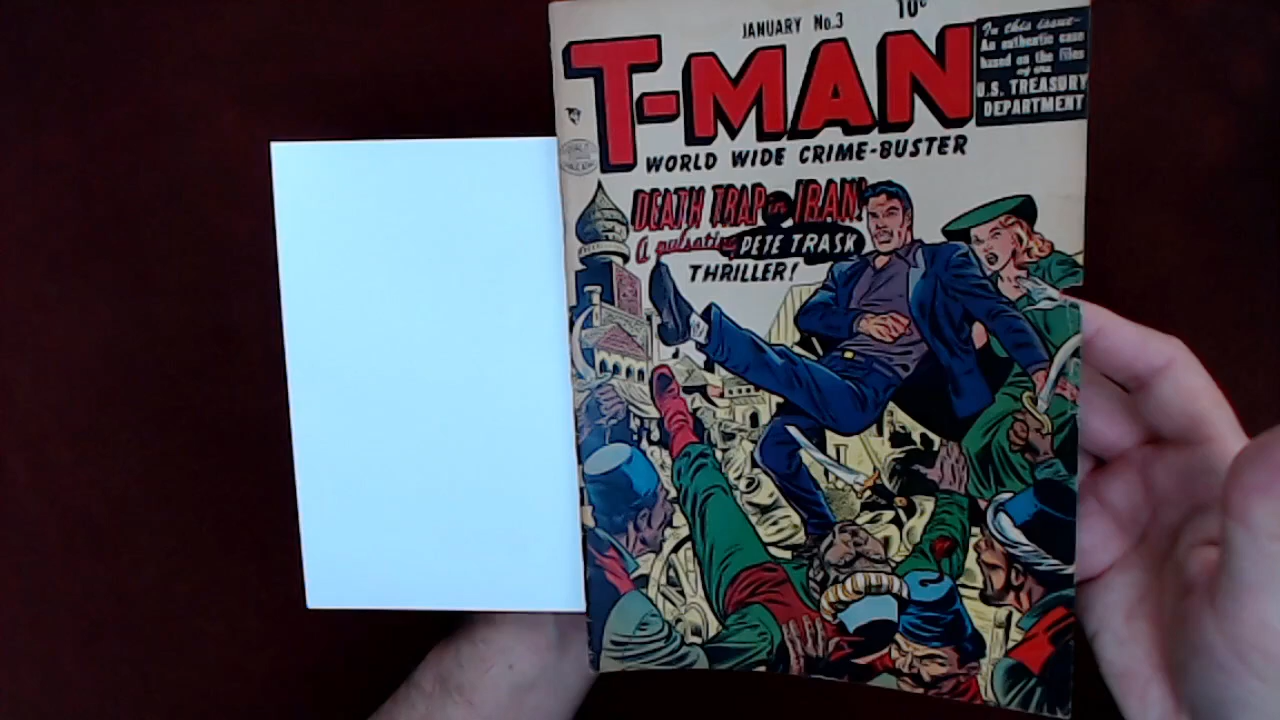 JANUARY No.3
10¢
T-MAN
WORLD WIDE CRIME-BUSTER
In this issue-
An authentic case
based on the files
of the
U.S. TREASURY
DEPARTMENT
DEATH TRAP in IRAN!
A pulsating PETE TRASK
THRILLER!